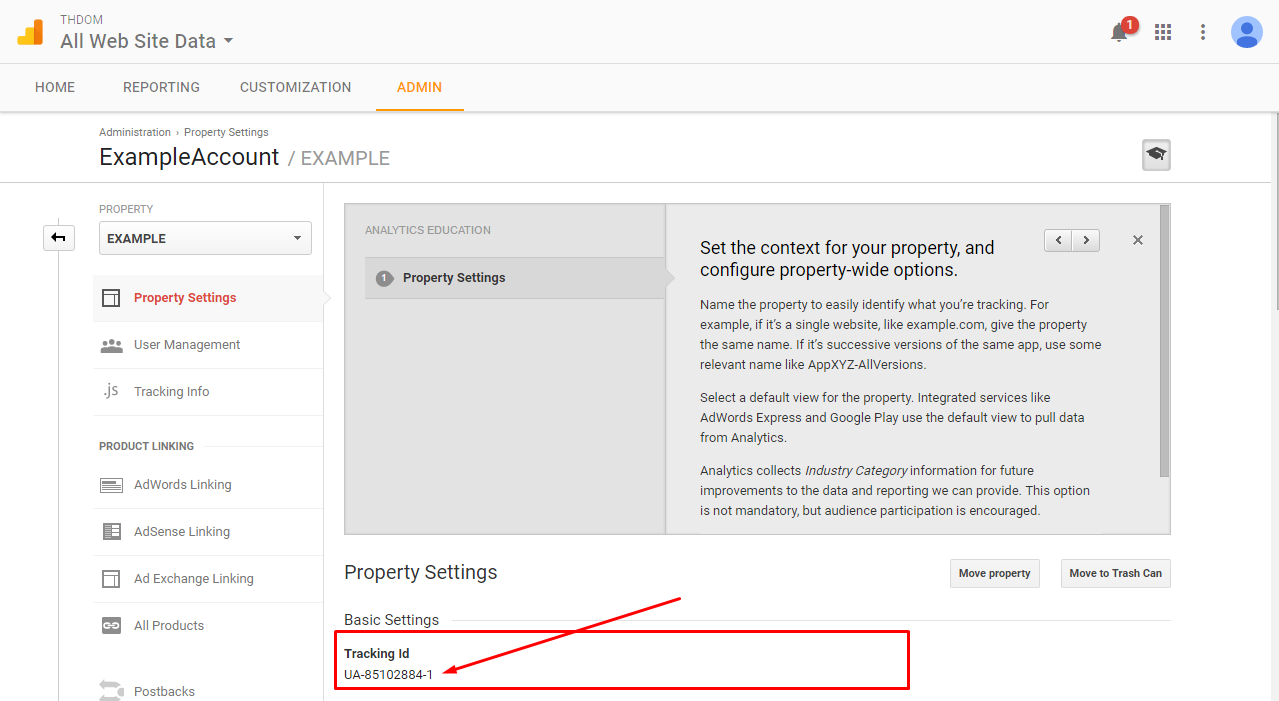 THDOM
All Web Site Data
1
HOME
REPORTING
CUSTOMIZATION
ADMIN
Administration › Property Settings
ExampleAccount / EXAMPLE
PROPERTY
EXAMPLE
Property Settings
User Management
.js Tracking Info
PRODUCT LINKING
AdWords Linking
AdSense Linking
Ad Exchange Linking
All Products
Postbacks
ANALYTICS EDUCATION
1 Property Settings
Set the context for your property, and
configure property-wide options.
Name the property to easily identify what you’re tracking. For
example, if it’s a single website, like example.com, give the property
the same name. If it’s successive versions of the same app, use some
relevant name like AppXYZ-AllVersions.
Select a default view for the property. Integrated services like
AdWords Express and Google Play use the default view to pull data
from Analytics.
Analytics collects Industry Category information for future
improvements to the data and reporting we can provide. This option
is not mandatory, but audience participation is encouraged.
Property Settings
Move property
Move to Trash Can
Basic Settings
Tracking Id
UA-85102884-1